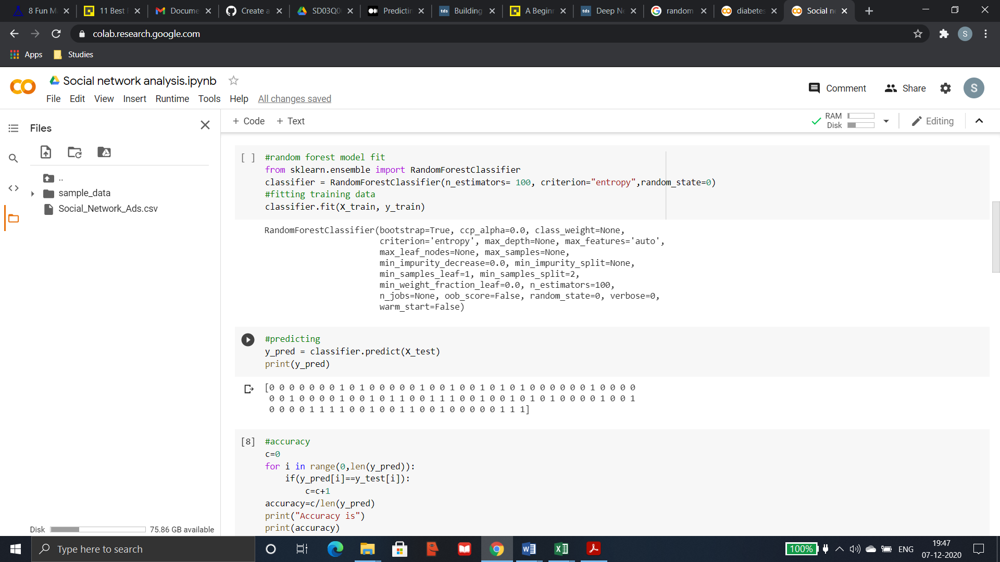 8 Fun M
11 Best
Docume
Create a
SD03Q0
Predictin
Building
A Begin
Deep Ne
random
diabetes
Social ne
colab.research.google.com
S
Apps
Studies
Social network analysis.ipynb
File Edit View Insert Runtime Tools Help All changes saved
Comment
Share
S
Files
+ Code + Text
RAM
Disk
Editing
..
sample_data
Social_Network_Ads.csv
Disk 75.86 GB available
[ ] #random forest model fit
from sklearn.ensemble import RandomForestClassifier
classifier = RandomForestClassifier(n_estimators= 100, criterion="entropy",random_state=0)
#fitting training data
classifier.fit(X_train, y_train)
RandomForestClassifier(bootstrap=True, ccp_alpha=0.0, class_weight=None,
criterion='entropy', max_depth=None, max_features='auto',
max_leaf_nodes=None, max_samples=None,
min_impurity_decrease=0.0, min_impurity_split=None,
min_samples_leaf=1, min_samples_split=2,
min_weight_fraction_leaf=0.0, n_estimators=100,
n_jobs=None, oob_score=False, random_state=0, verbose=0,
warm_start=False)
#predicting
y_pred = classifier.predict(X_test)
print(y_pred)
[0 0 0 0 0 0 0 1 0 1 0 0 0 0 0 1 0 0 1 0 0 1 0 1 0 1 0 0 0 0 0 0 1 0 0 0 0
0 0 1 0 0 0 0 1 0 0 1 0 1 1 0 0 1 1 1 0 0 1 0 0 1 0 1 0 1 0 0 0 0 1 0 0 1
0 0 0 0 1 1 1 1 0 0 1 0 0 1 1 0 0 1 0 0 0 0 0 1 1 1]
[8] #accuracy
c=0
for i in range(0,len(y_pred)):
if(y_pred[i]==y_test[i]):
c=c+1
accuracy=c/len(y_pred)
print("Accuracy is")
print(accuracy)
Type here to search
100%
ENG
19:47
07-12-2020